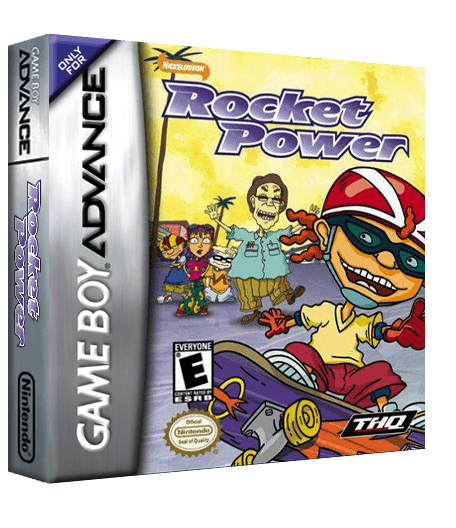 GAME BOY
ADVANCE
Rocket
Power
Nintendo
ONLY
FOR
GAME BOY ADVANCE
NICKELODEON
Rocket
Power
EVERYONE
E
CONTENT RATED BY
ESRB
Official
Nintendo
Seal of Quality
THQ